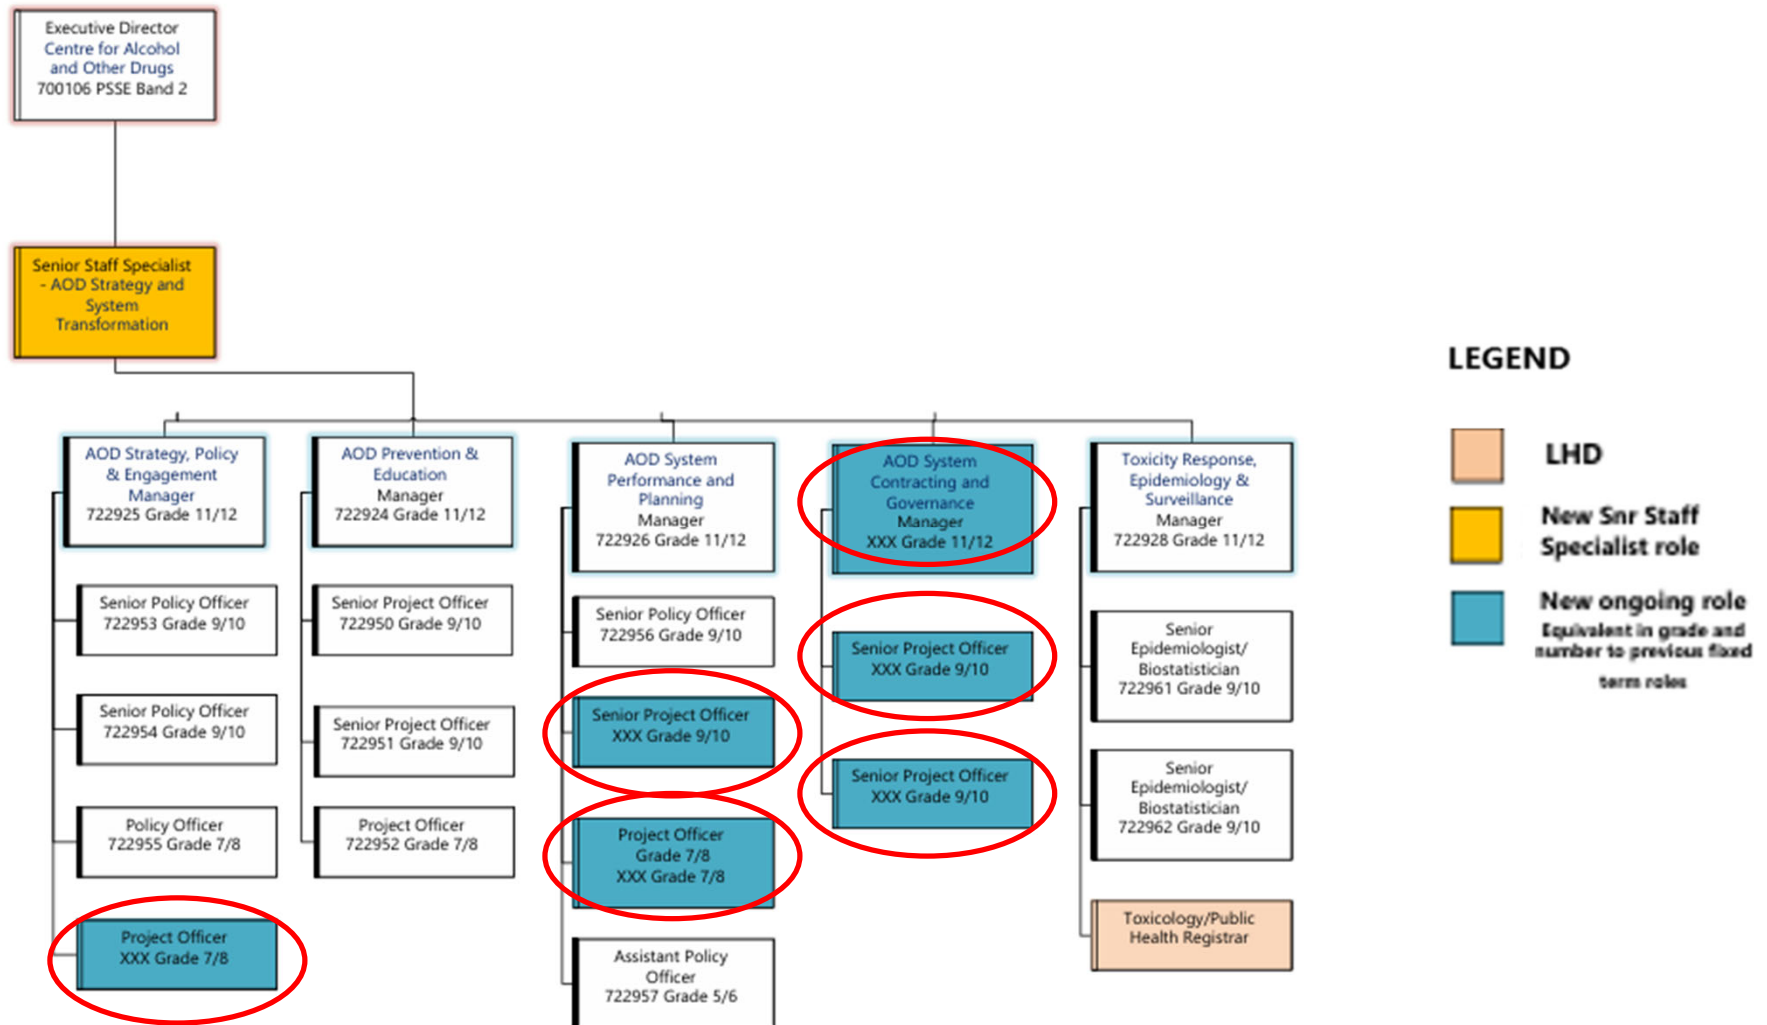 Executive Director
Centre for Alcohol
and Other Drugs
700106 PSSE Band 2
Senior Staff Specialist
- AOD Strategy and
System
Transformation
AOD Strategy, Policy
& Engagement
Manager
722925 Grade 11/12
Senior Policy Officer
722953 Grade 9/10
Senior Policy Officer
722954 Grade 9/10
Policy Officer
722955 Grade 7/8
Project Officer
XXX Grade 7/8
AOD Prevention &
Education
Manager
722924 Grade 11/12
Senior Project Officer
722950 Grade 9/10
Senior Project Officer
722951 Grade 9/10
Project Officer
722952 Grade 7/8
AOD System
Performance and
Planning
Manager
722926 Grade 11/12
Senior Policy Officer
722956 Grade 9/10
Senior Project Officer
XXX Grade 9/10
Project Officer
Grade 7/8
XXX Grade 7/8
Assistant Policy
Officer
722957 Grade 5/6
AOD System
Contracting and
Governance
Manager
XXX Grade 11/12
Senior Project Officer
XXX Grade 9/10
Senior Project Officer
XXX Grade 9/10
Toxicity Response,
Epidemiology &
Surveillance
Manager
722928 Grade 11/12
Senior
Epidemiologist/
Biostatistician
722961 Grade 9/10
Senior
Epidemiologist/
Biostatistician
722962 Grade 9/10
Toxicology/Public
Health Registrar
LEGEND
LHD
New Snr Staff
Specialist role
New ongoing role
Equivalent in grade and
number to previous fixed
term roles